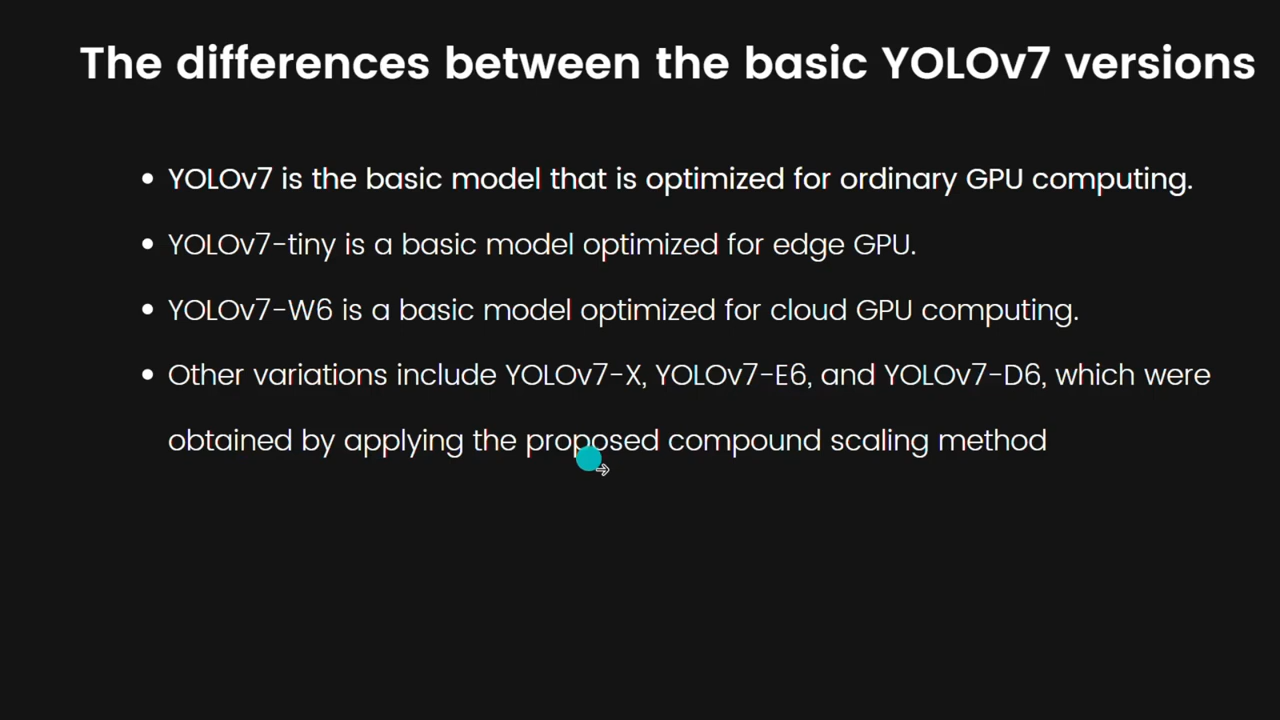 The differences between the basic YOLOv7 versions
• YOLOv7 is the basic model that is optimized for ordinary GPU computing.
• YOLOv7-tiny is a basic model optimized for edge GPU.
• YOLOv7-W6 is a basic model optimized for cloud GPU computing.
• Other variations include YOLOv7-X, YOLOv7-E6, and YOLOv7-D6, which were
obtained by applying the proposed compound scaling method